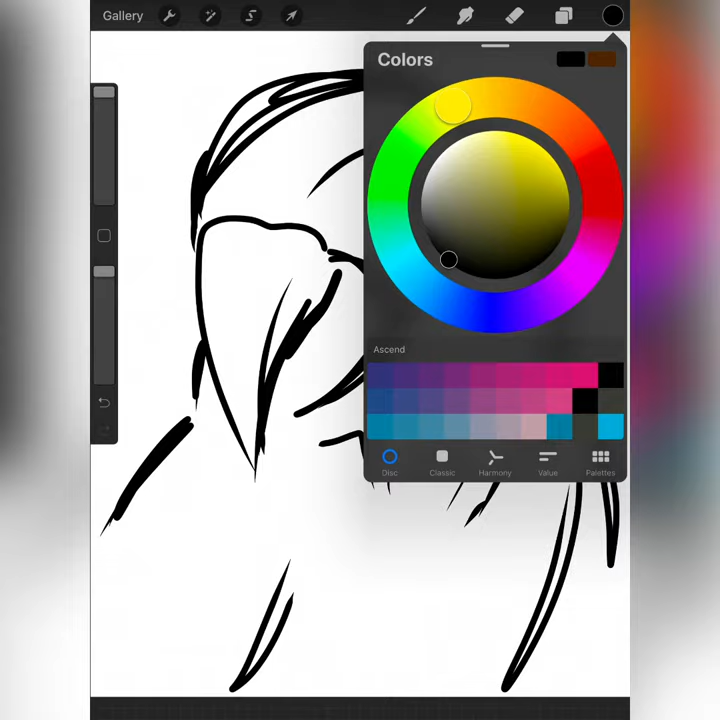 Gallery
Colors
Ascend
Disc
Classic
Harmony
Value
Palettes